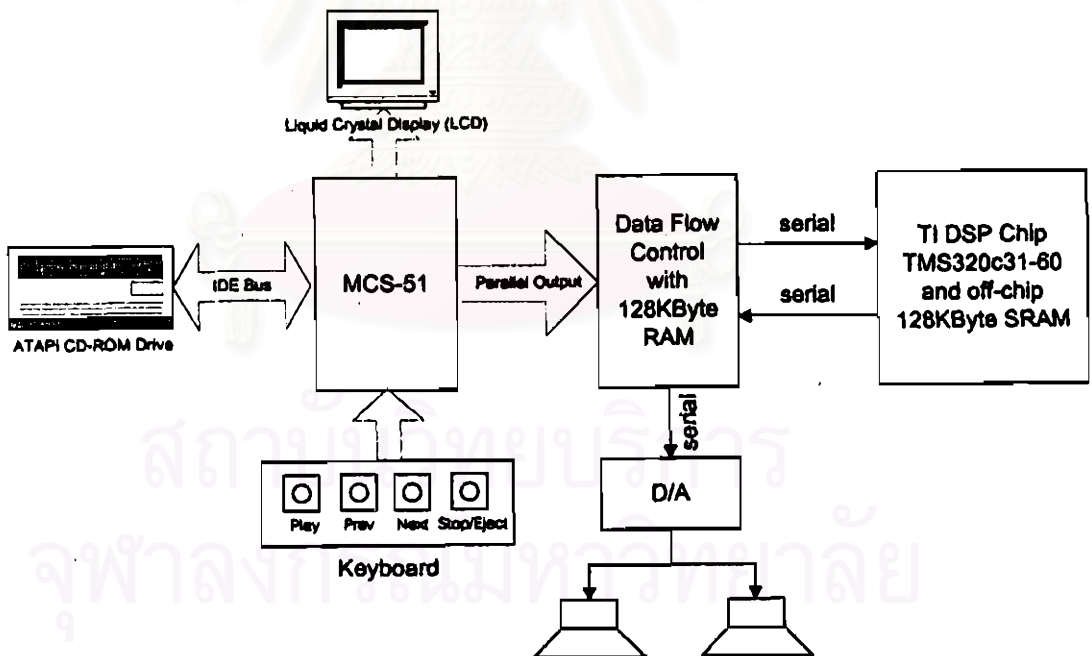 Liquid Crystal Display (LCD)
ATAPI CD-ROM Drive
IDE Bus
MCS-51
Parallel Output
Data Flow
Control
with
128KByte
RAM
serial
serial
TI DSP Chip
TMS320c31-60
and off-chip
128KByte SRAM
serial
D/A
Play
Prev
Next
Stop/Eject
Keyboard
สถาบันวิทยบริการ
จุฬาลงกรณ์มหาวิทยาลัย